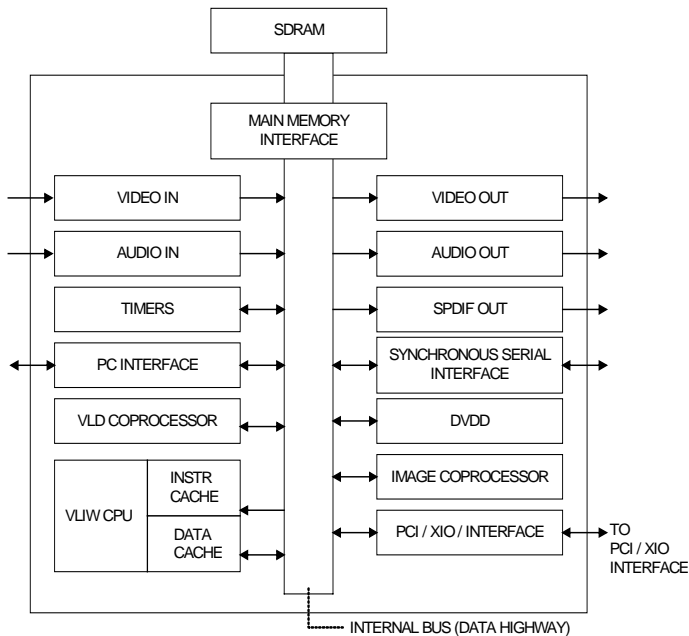 SDRAM
MAIN MEMORY
INTERFACE
VIDEO IN
VIDEO OUT
AUDIO IN
AUDIO OUT
TIMERS
SPDIF OUT
PC INTERFACE
SYNCHRONOUS SERIAL
INTERFACE
VLD COPROCESSOR
DVDD
VLIW CPU
INSTR
CACHE
DATA
CACHE
IMAGE COPROCESSOR
PCI / XIO / INTERFACE
TO
PCI / XIO
INTERFACE
INTERNAL BUS (DATA HIGHWAY)